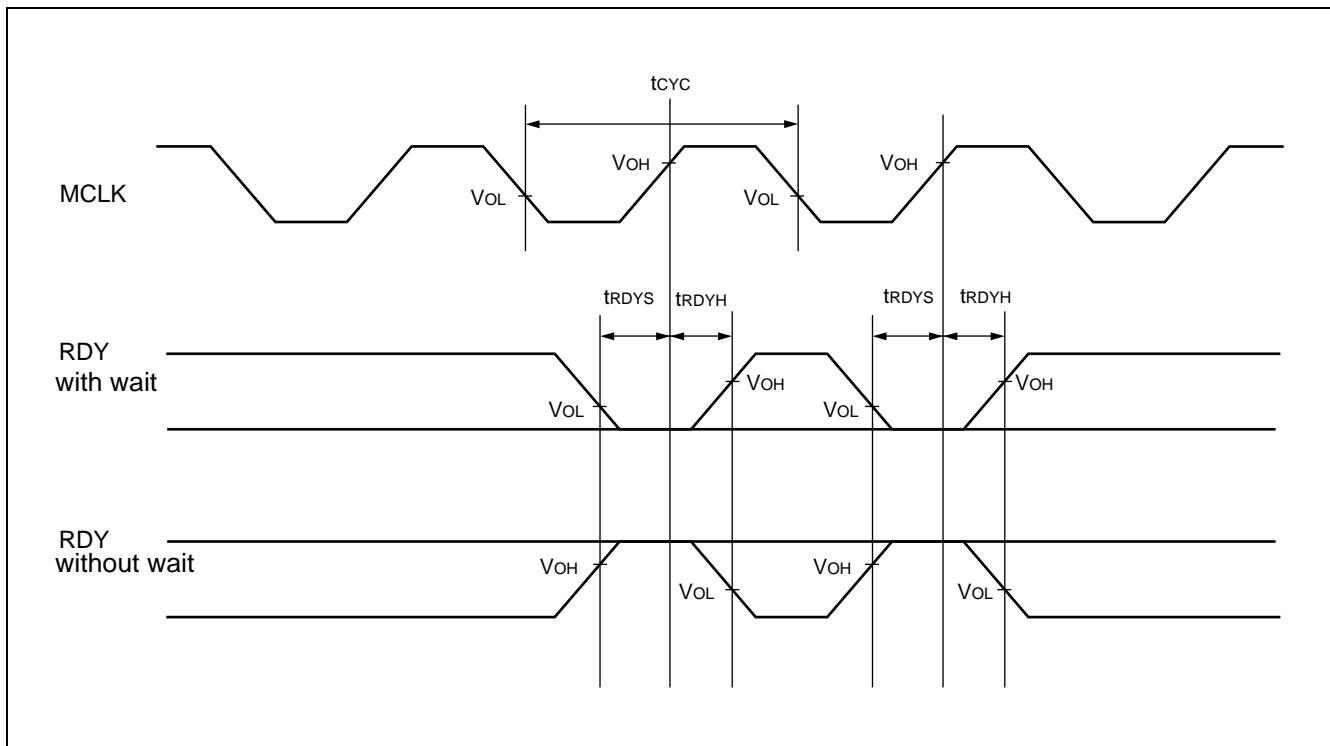 tCYC
VOH VOH
MCLK
VOL VOL
tRDYS tRDYH tRDYS tRDYH
RDY
with wait
VOH VOH
VOL VOL
RDY
without wait
VOH VOH
VOL VOL